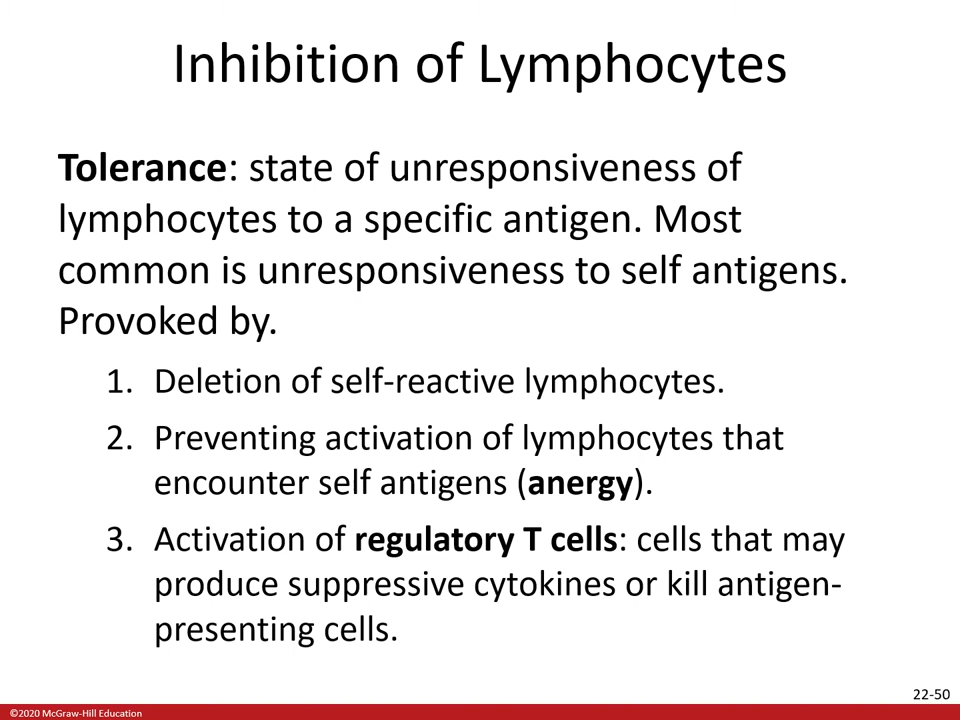 Inhibition of Lymphocytes
Tolerance: state of unresponsiveness of
lymphocytes to a specific antigen. Most
common is unresponsiveness to self antigens.
Provoked by.
1. Deletion of self-reactive lymphocytes.
2. Preventing activation of lymphocytes that
encounter self antigens (anergy).
3. Activation of regulatory T cells: cells that may
produce suppressive cytokines or kill antigen-
presenting cells.
22-50
©2020 McGraw-Hill Education